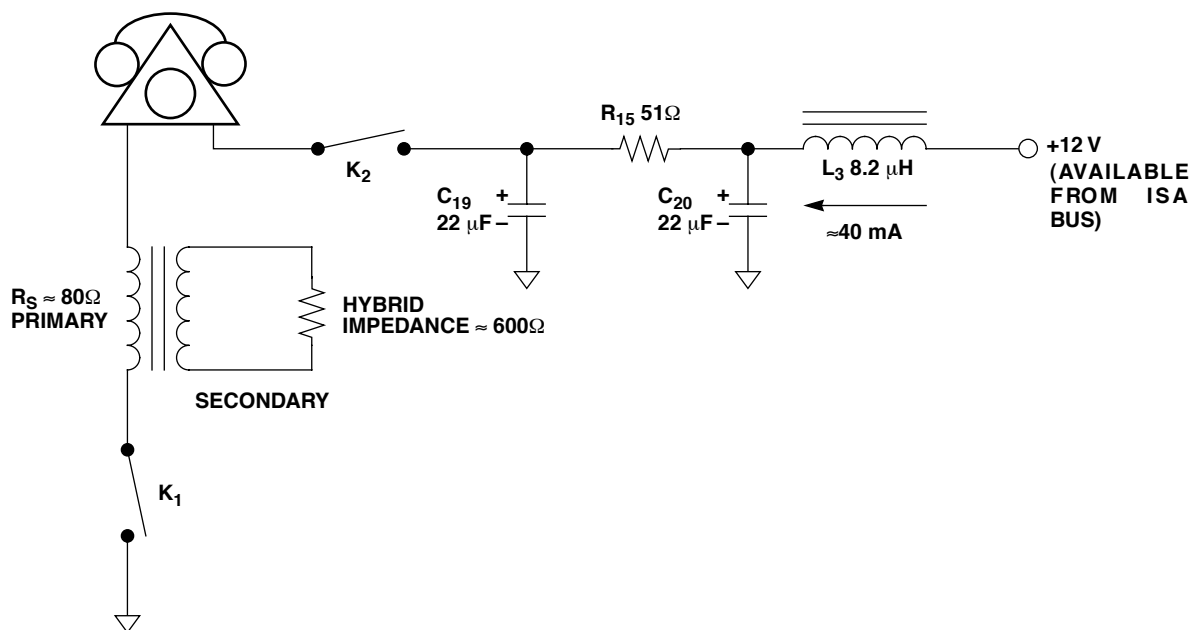 R15 51Ω
K2
L3 8.2 µH
+12 V
(AVAILABLE
FROM ISA
BUS)
C19 +
22 µF –
C20 +
22 µF –
≈40 mA
RS ≈ 80Ω
PRIMARY
HYBRID
IMPEDANCE ≈ 600Ω
SECONDARY
K1